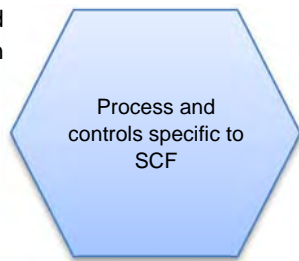 d
n
Process and
controls specific to
SCF